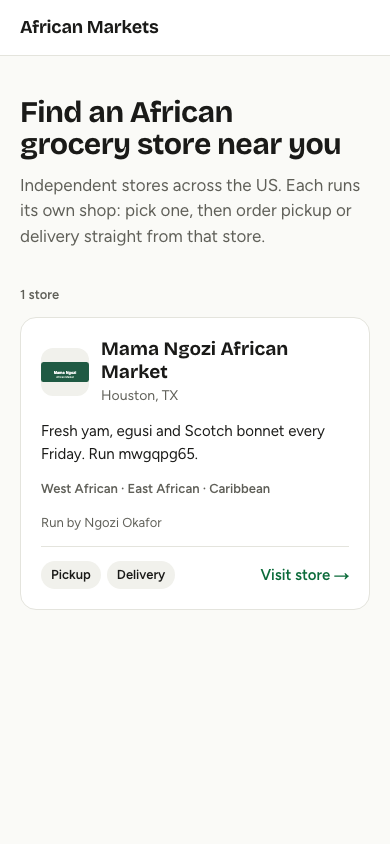 African Markets
Find an African
grocery store near you
Independent stores across the US. Each runs
its own shop: pick one, then order pickup or
delivery straight from that store.
1 store
Mama Ngozi
Mama Ngozi African
Market
Houston, TX
Fresh yam, egusi and Scotch bonnet every
Friday. Run mwgqpg65.
West African · East African · Caribbean
Run by Ngozi Okafor
Pickup
Delivery
Visit store →